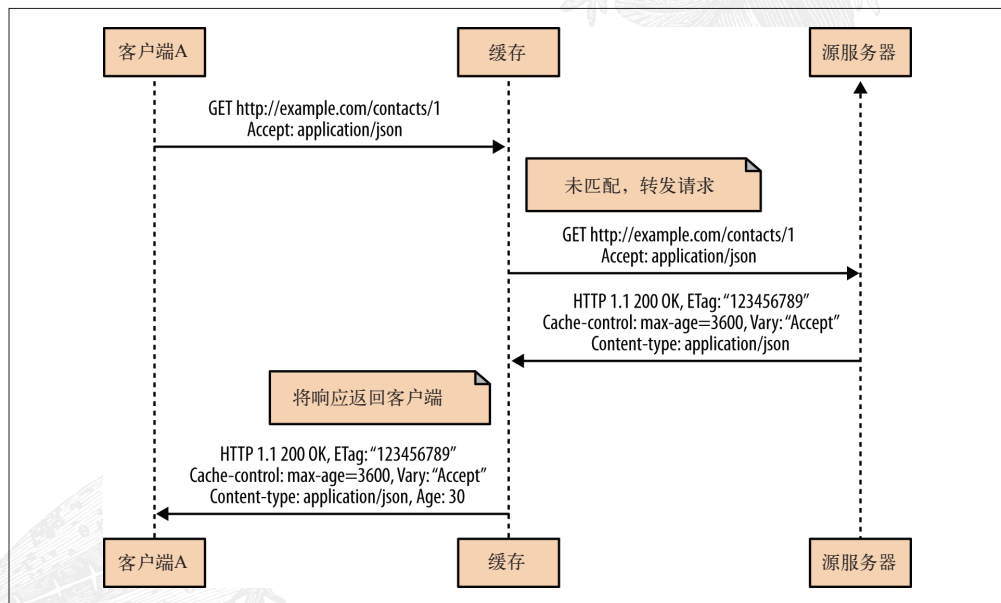 客户端A
缓存
源服务器
GET http://example.com/contacts/1
Accept: application/json
未匹配，转发请求
GET http://example.com/contacts/1
Accept: application/json
HTTP 1.1 200 OK, ETag: “123456789”
Cache-control: max-age=3600, Vary: “Accept”
Content-type: application/json
将响应返回客户端
HTTP 1.1 200 OK, ETag: “123456789”
Cache-control: max-age=3600, Vary: “Accept”
Content-type: application/json, Age: 30
客户端A
缓存
源服务器